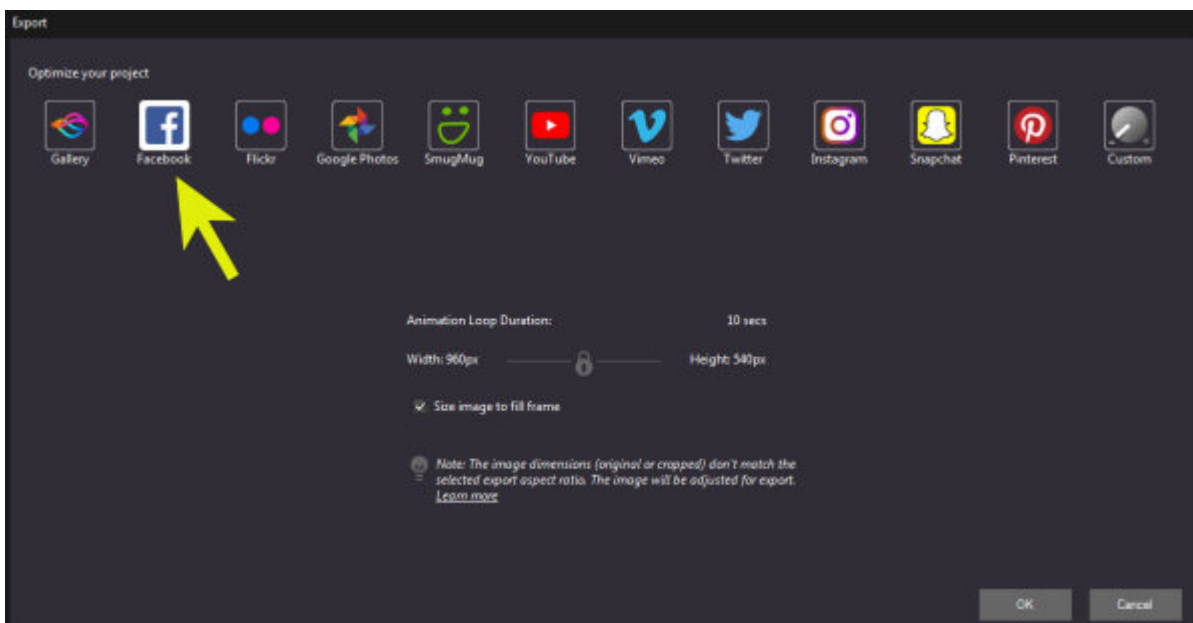 Export
Optimize your project
Gallery Facebook Flickr Google Photos SmugMug YouTube Vimeo Twitter Instagram Snapchat Pinterest Custom
Animation Loop Duration: 10 secs
Width: 960px Height: 540px
Size image to fill frame
Note: The image dimensions (original or cropped) don't match the
selected export aspect ratio. The image will be adjusted for export.
Learn more
OK Cancel